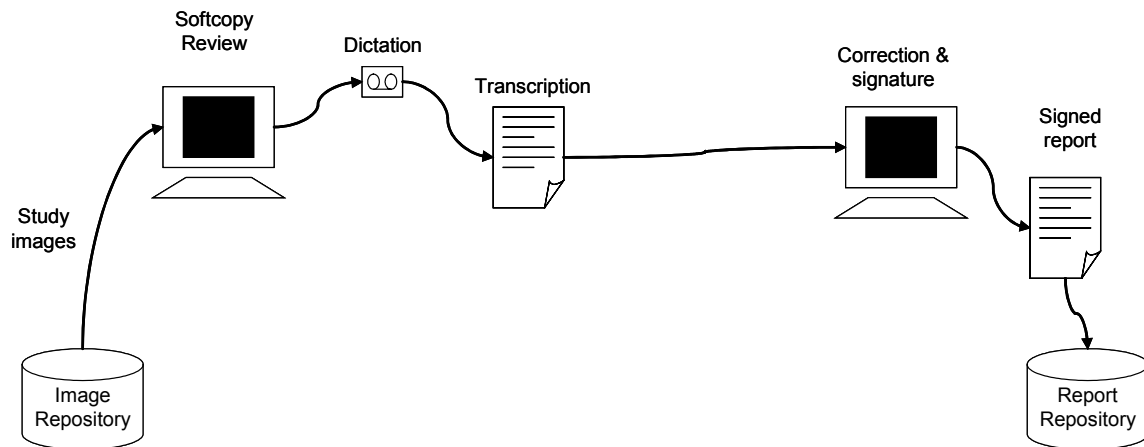 Softcopy
Review
Dictation
Transcription
Correction &
signature
Signed
report
Study
images
Image
Repository
Report
Repository